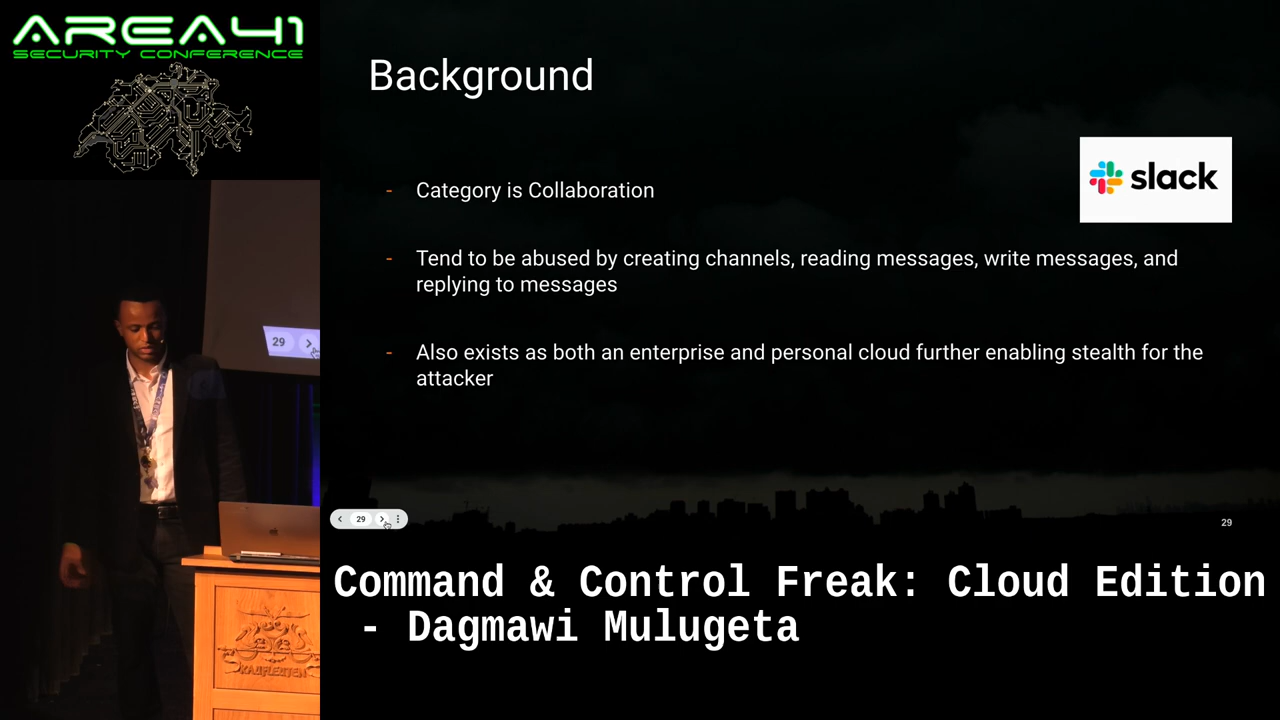 AREA41
SECURITY CONFERENCE
Background
slack
- Category is Collaboration
- Tend to be abused by creating channels, reading messages, write messages, and
replying to messages
- Also exists as both an enterprise and personal cloud further enabling stealth for the
attacker
29
29
29
Command & Control Freak: Cloud Edition
- Dagmawi Mulugeta